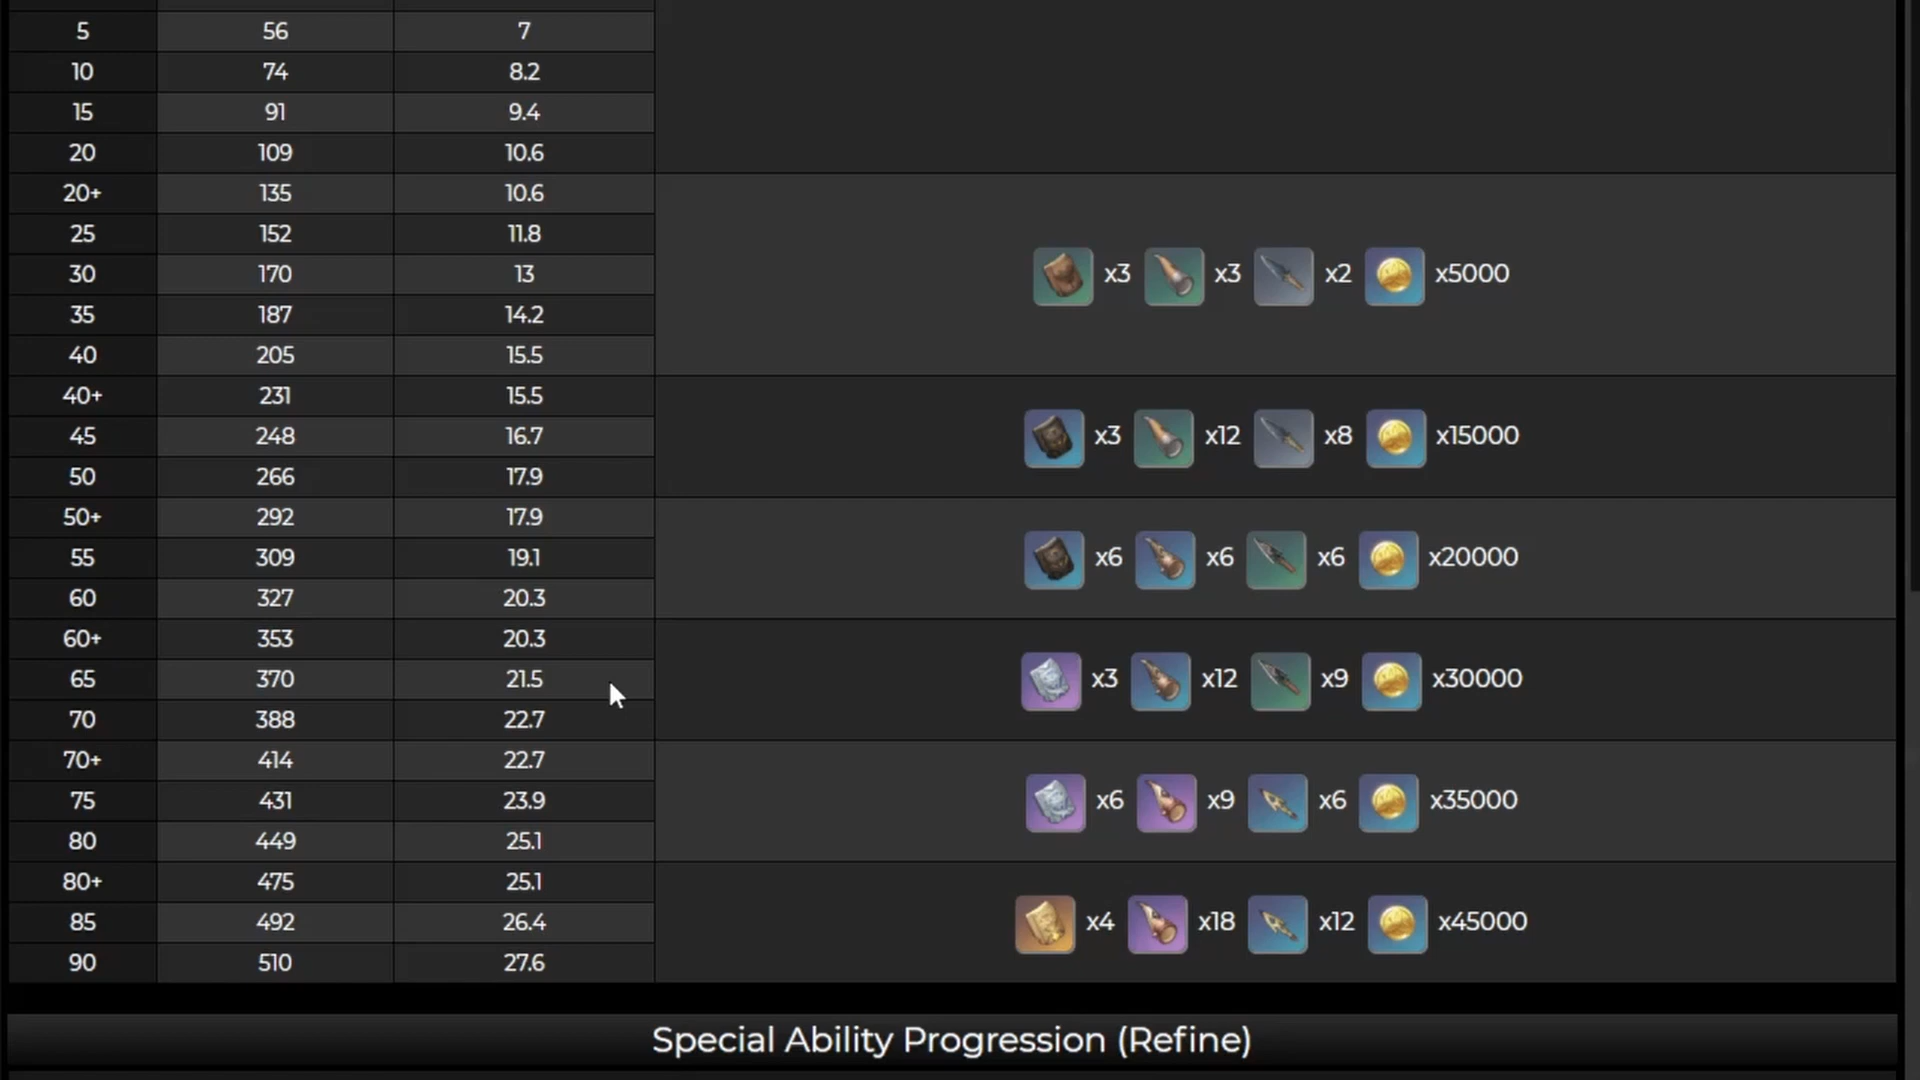 5 56 7
10 74 8.2
15 91 9.4
20 109 10.6
20+ 135 10.6
25 152 11.8
30 170 13 x3 x3 x2 x5000
35 187 14.2
40 205 15.5
40+ 231 15.5
45 248 16.7 x3 x12 x8 x15000
50 266 17.9
50+ 292 17.9
55 309 19.1 x6 x6 x6 x20000
60 327 20.3
60+ 353 20.3
65 370 21.5 x3 x12 x9 x30000
70 388 22.7
70+ 414 22.7
75 431 23.9 x6 x9 x6 x35000
80 449 25.1
80+ 475 25.1
85 492 26.4 x4 x18 x12 x45000
90 510 27.6
Special Ability Progression (Refine)